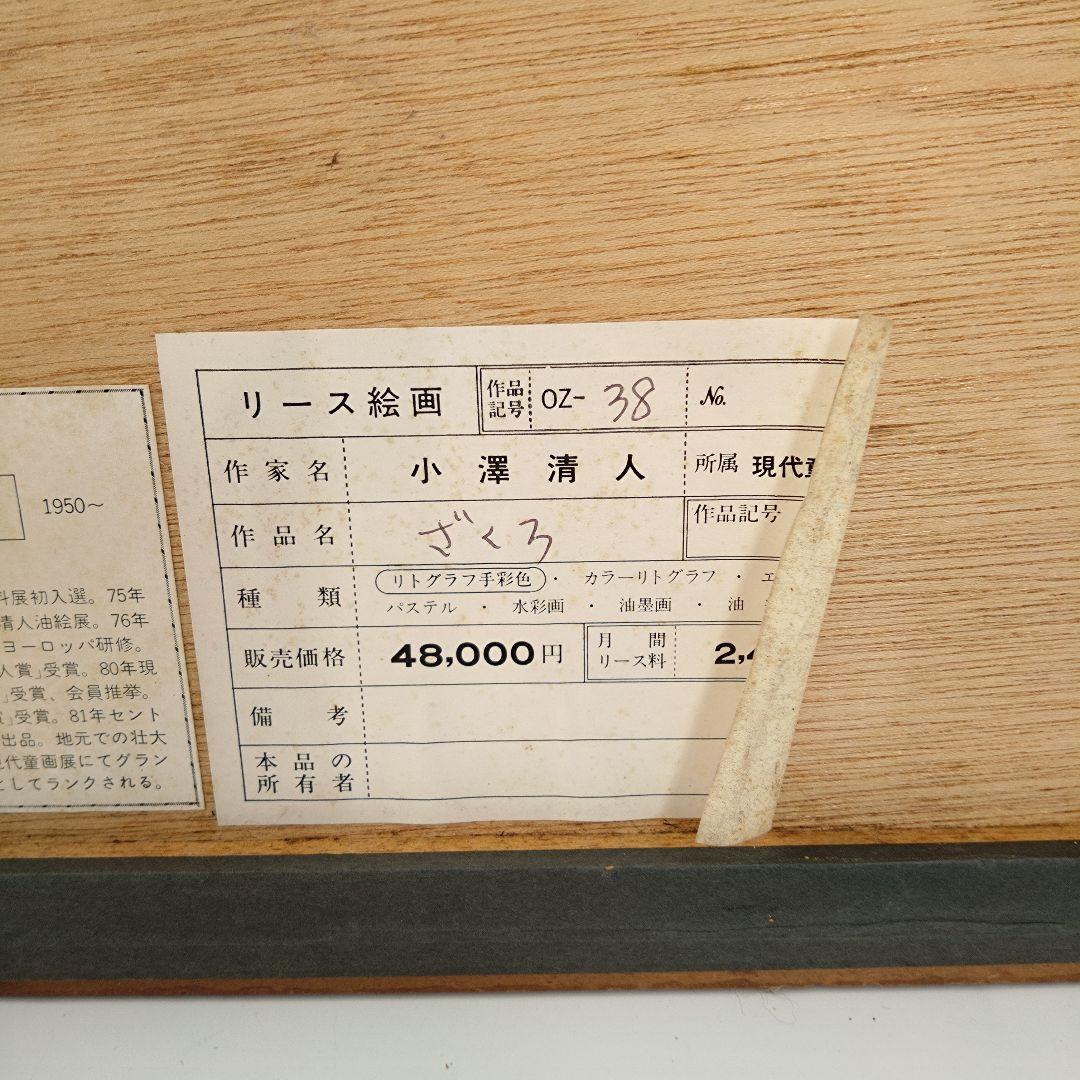 1950~
科展初入選。75年
清人油絵展。76年
ヨーロッパ研修。
人賞」受賞。80年現
」受賞、会員推挙。
」受賞。81年セント
出品。地元での壮大
代童画展にてグラン
としてランクされる。
リース絵画 作品記号 OZ- 38 No.
作家名 小澤清人 所属 現代
作品名 ざくろ 作品記号
種類 リトグラフ手彩色・カラーリトグラフ・エ
パステル・水彩画・油墨画・油
販売価格 48,000円 月間リース料 2,4
備考
本品の
所有者